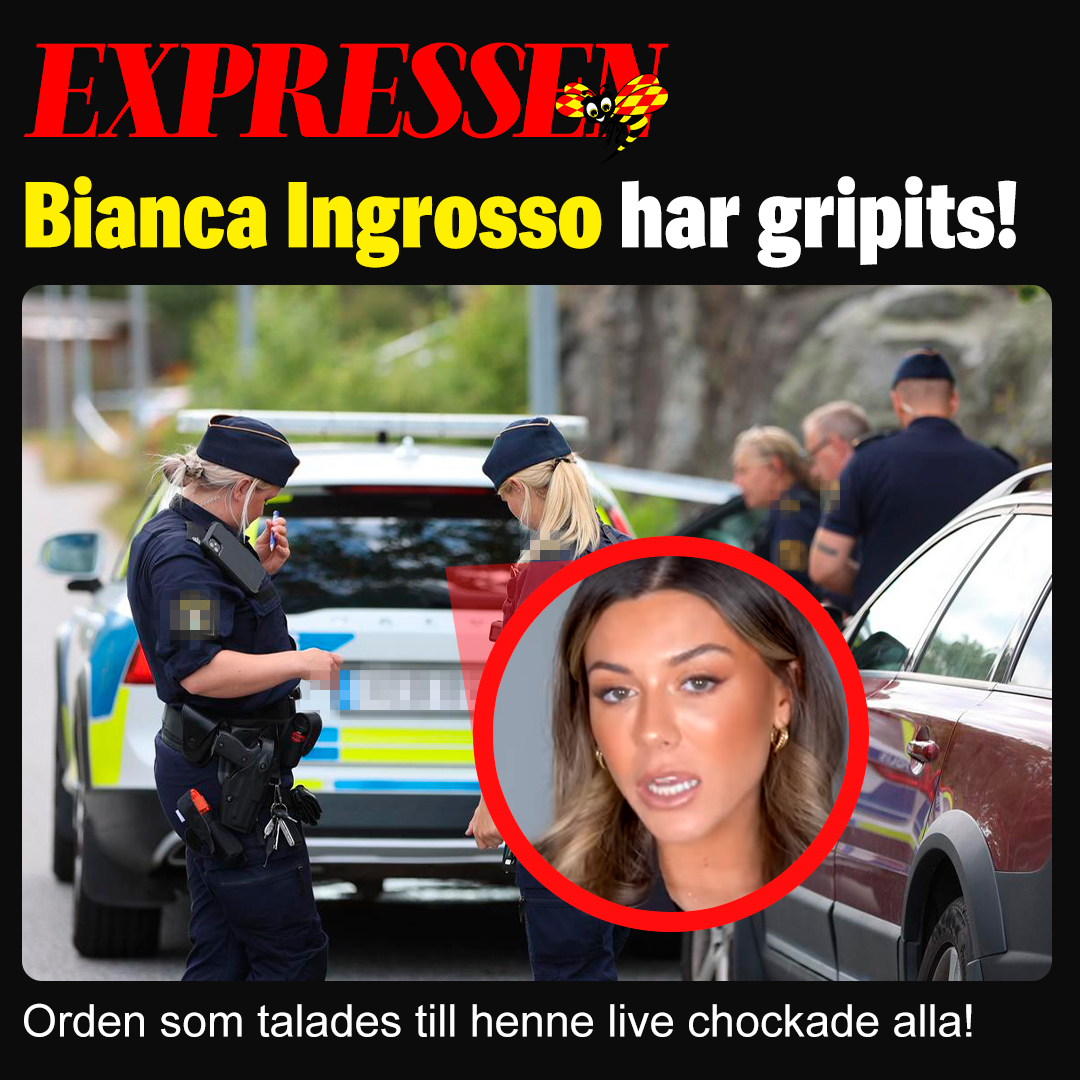 EXPRESSEN
Bianca Ingrosso har gripits!
Orden som talades till henne live chockade alla!